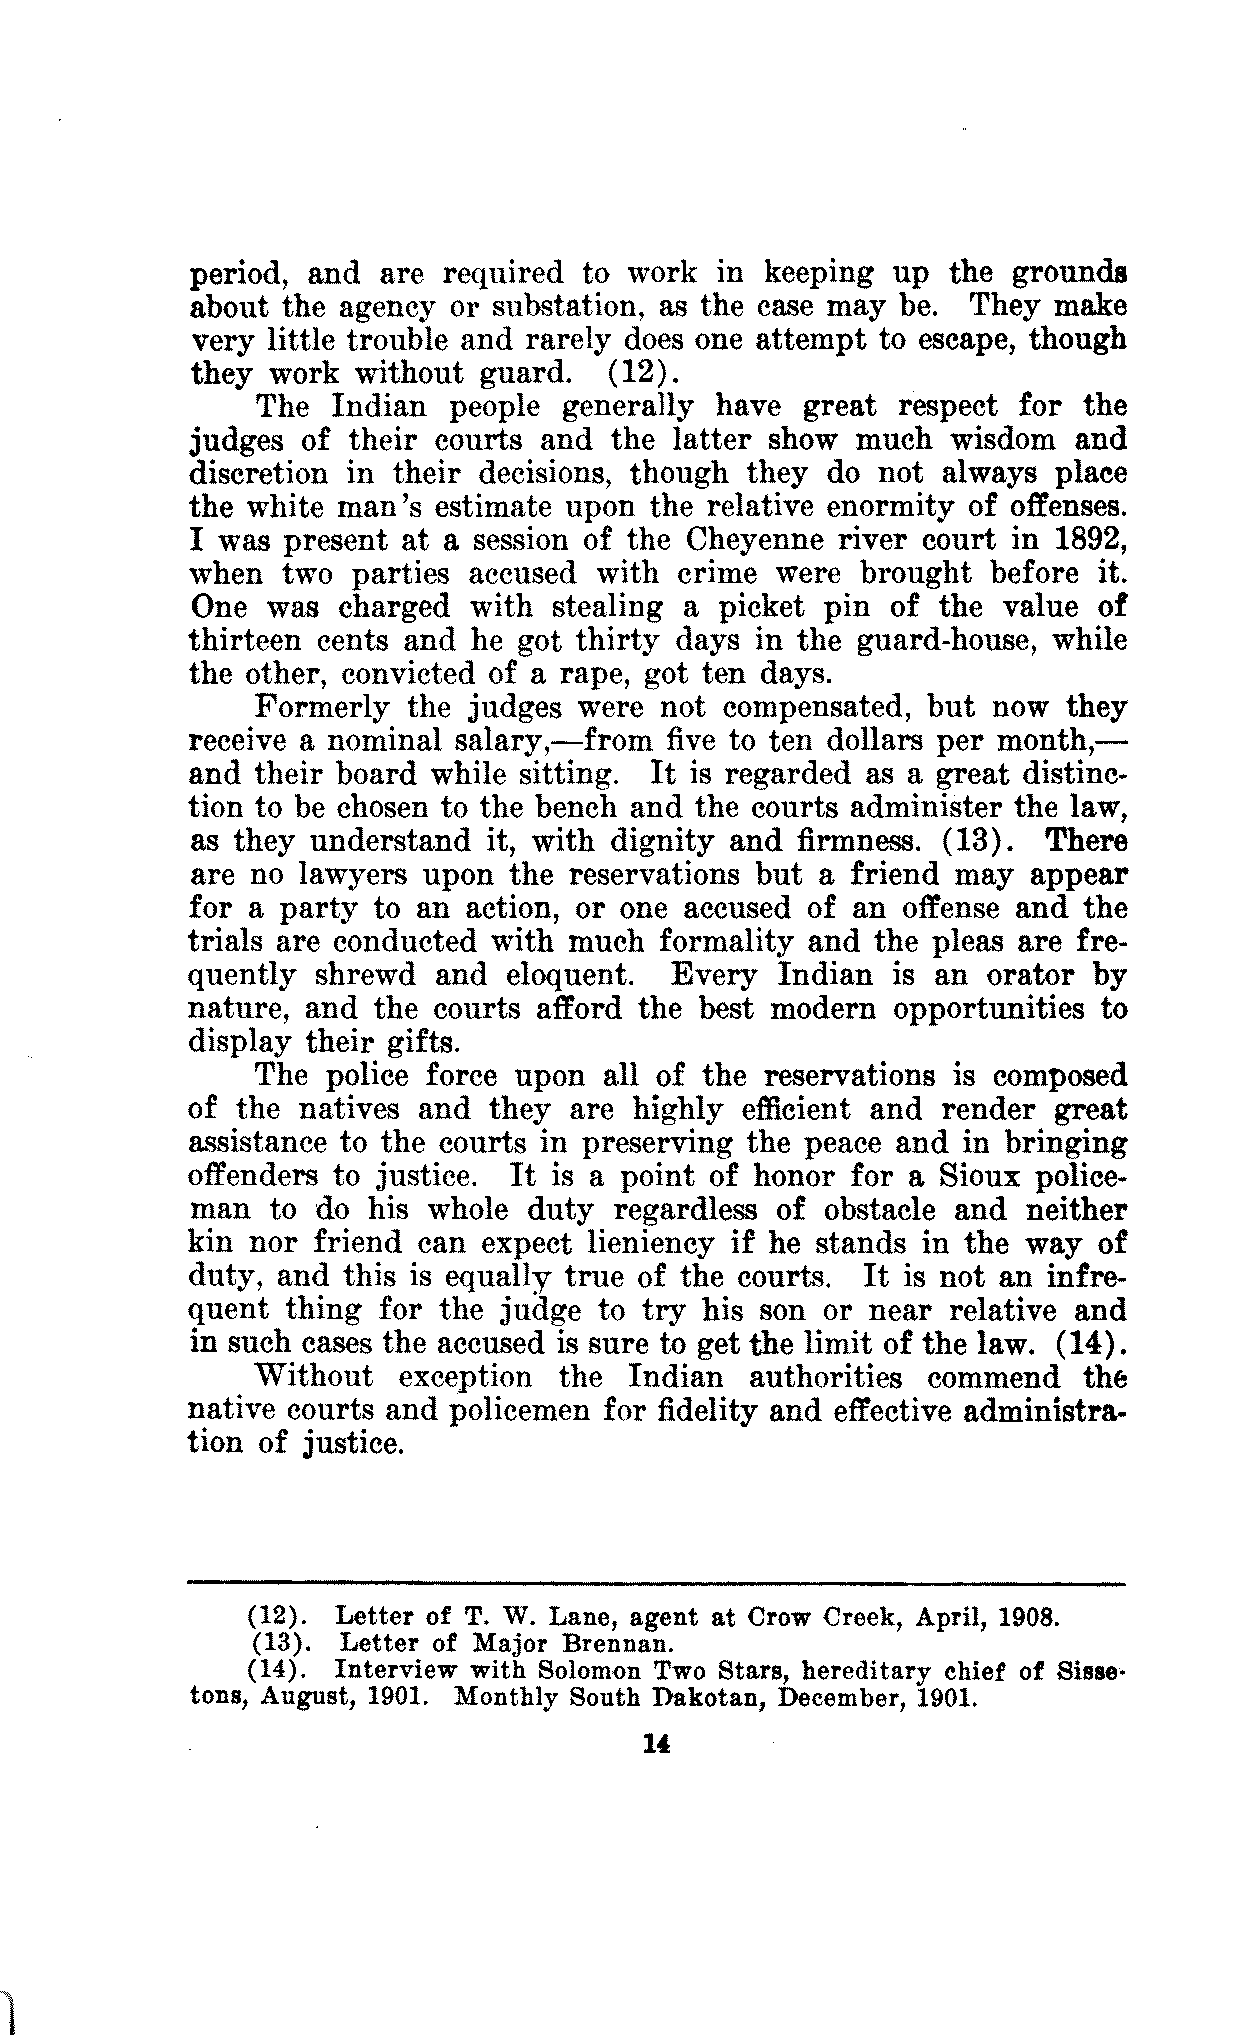 period, and are required to work in keeping up the grounds
about the agency or substation, as the case may be. They make
very little trouble and rarely does one attempt to escape, though
they work without guard. (12).
The Indian people generally have great respect for the
judges of their courts and the latter show much wisdom and
discretion in their decisions, though they do not always place
the white man's estimate upon the relative enormity of offenses.
I was present at a session of the Cheyenne river court in 1892,
when two parties accused with crime were brought before it.
One was charged with stealing a picket pin of the value of
thirteen cents and he got thirty days in the guard-house, while
the other, convicted of a rape, got ten days.
Formerly the judges were not compensated, but now they
receive a nominal salary,—from five to ten dollars per month,—
and their board while sitting. It is regarded as a great distinc-
tion to be chosen to the bench and the courts administer the law,
as they understand it, with dignity and firmness. (13). There
are no lawyers upon the reservations but a friend may appear
for a party to an action, or one accused of an offense and the
trials are conducted with much formality and the pleas are fre-
quently shrewd and eloquent. Every Indian is an orator by
nature, and the courts afford the best modern opportunities to
display their gifts.
The police force upon all of the reservations is composed
of the natives and they are highly efficient and render great
assistance to the courts in preserving the peace and in bringing
offenders to justice. It is a point of honor for a Sioux police-
man to do his whole duty regardless of obstacle and neither
kin nor friend can expect lieniency if he stands in the way of
duty, and this is equally true of the courts. It is not an infre-
quent thing for the judge to try his son or near relative and
in such cases the accused is sure to get the limit of the law. (14).
Without exception the Indian authorities commend the
native courts and policemen for fidelity and effective administra-
tion of justice.
(12). Letter of T. W. Lane, agent at Crow Creek, April, 1908.
(13). Letter of Major Brennan.
(14). Interview with Solomon Two Stars, hereditary chief of Sisse-
tons, August, 1901. Monthly South Dakotan, December, 1901.
14